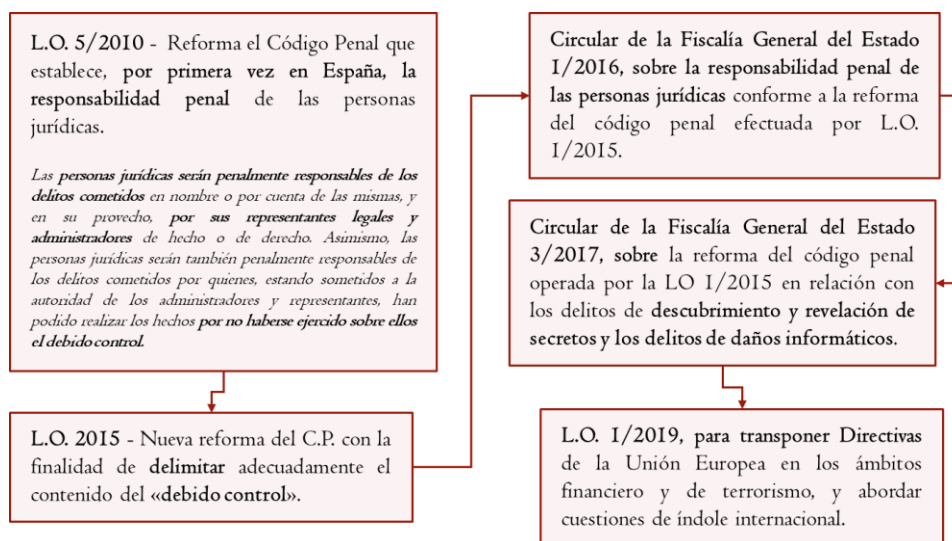 L.O. 5/2010 - Reforma el Código Penal que
establece, por primera vez en España, la
responsabilidad penal de las personas
jurídicas.
Las personas jurídicas serán penalmente responsables de los
delitos cometidos en nombre o por cuenta de las mismas, y
en su provecho, por sus representantes legales y
administradores de hecho o de derecho. Asimismo, las
personas jurídicas serán también penalmente responsables de
los delitos cometidos por quienes, estando sometidos a la
autoridad de los administradores y representantes, han
podido realizar los hechos por no haberse ejercido sobre ellos
el debido control.
L.O. 2015 - Nueva reforma del C.P. con la
finalidad de delimitar adecuadamente el
contenido del «debido control».
Circular de la Fiscalía General del Estado
1/2016, sobre la responsabilidad penal de
las personas jurídicas conforme a la reforma
del código penal efectuada por L.O.
1/2015.
Circular de la Fiscalía General del Estado
3/2017, sobre la reforma del código penal
operada por la LO 1/2015 en relación con
los delitos de descubrimiento y revelación de
secretos y los delitos de daños informáticos.
L.O. 1/2019, para transponer Directivas
de la Unión Europea en los ámbitos
financiero y de terrorismo, y abordar
cuestiones de índole internacional.